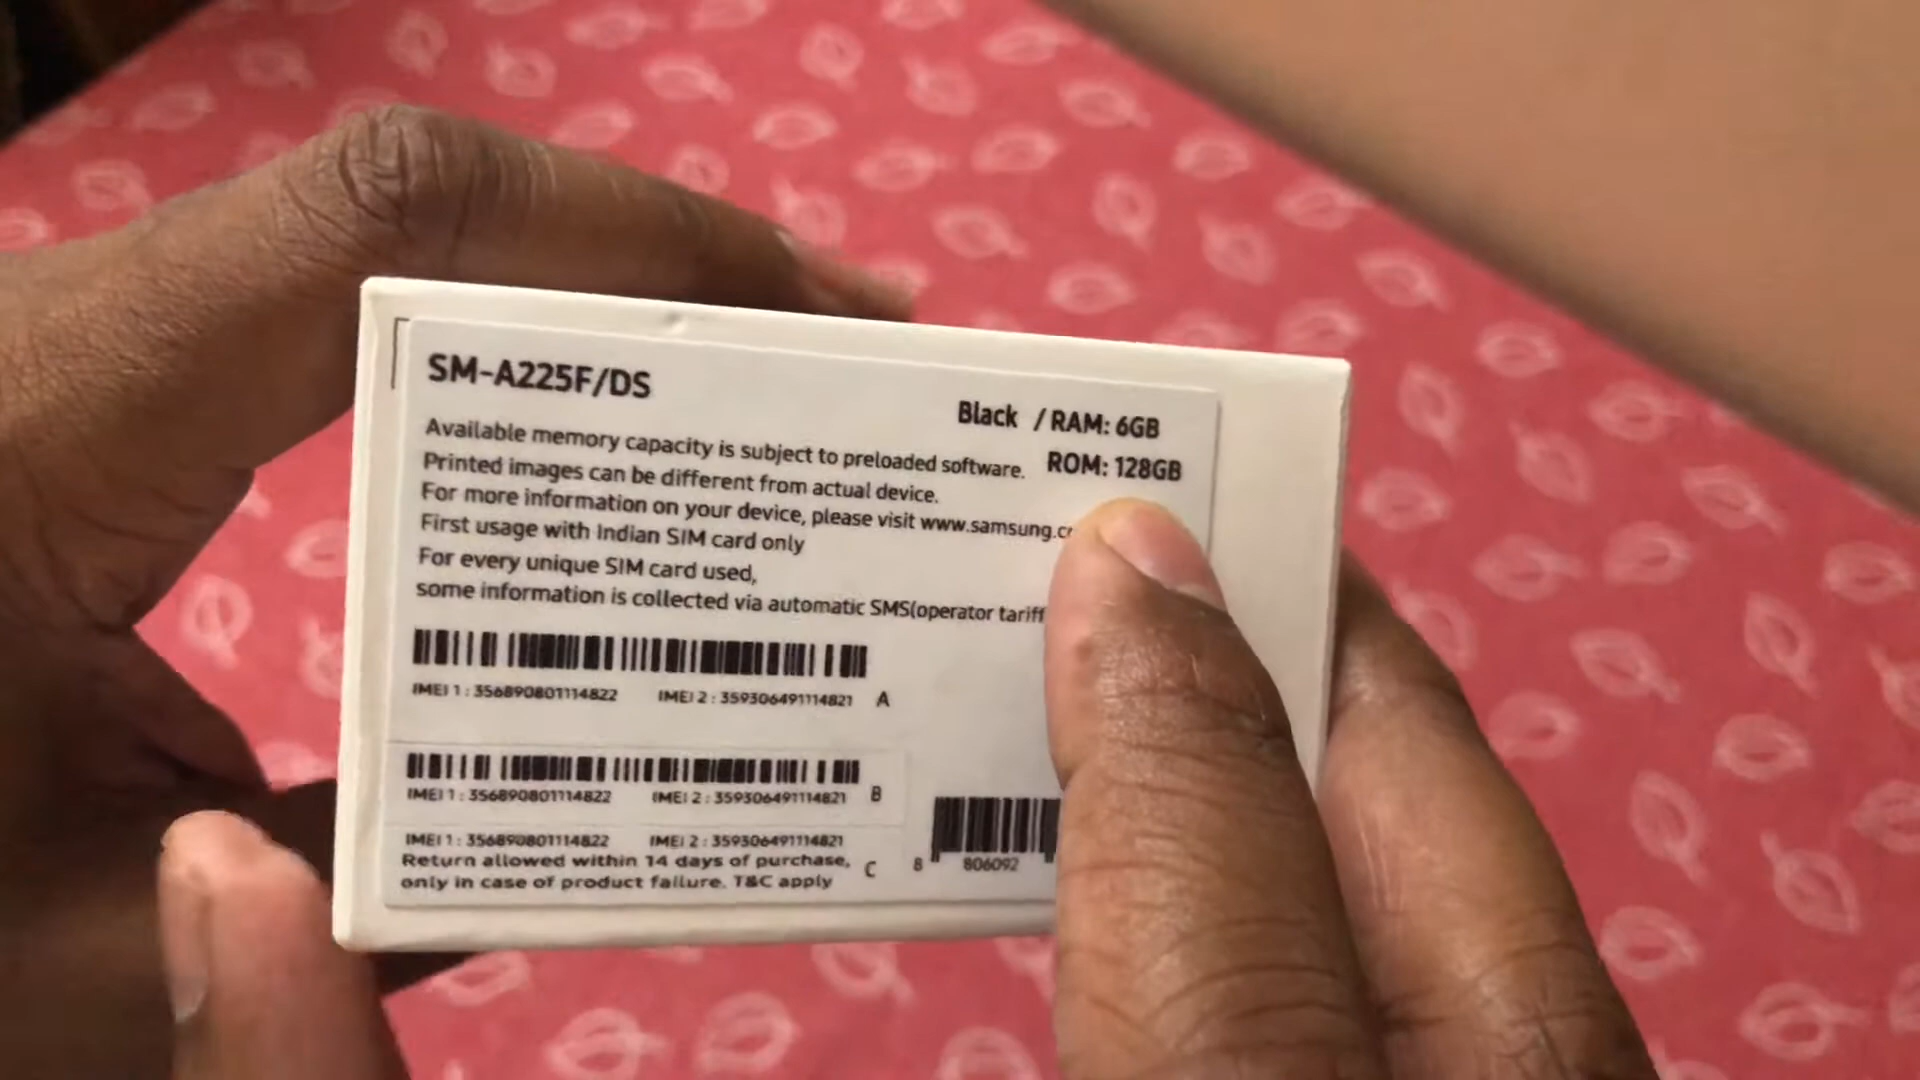 SM-A225F/DS
Black / RAM: 6GB
ROM: 128GB
Available memory capacity is subject to preloaded software.
Printed images can be different from actual device.
For more information on your device, please visit www.samsung.c
First usage with Indian SIM card only
For every unique SIM card used,
some information is collected via automatic SMS(operator tariff
IMEI 1 : 356890801114822 IMEI 2 : 359306491114821 A
IMEI 1 : 356890801114822 IMEI 2 : 359306491114821 B
IMEI 1 : 356890801114822 IMEI 2 : 359306491114821
Return allowed within 14 days of purchase,
only in case of product failure. T&C apply C
8 806092